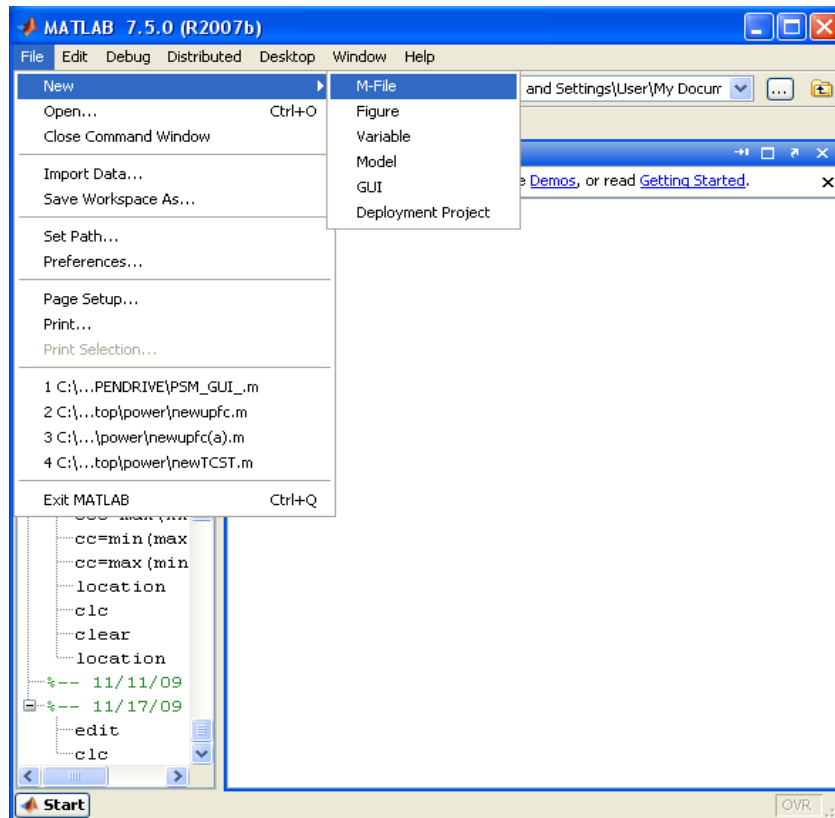 MATLAB 7.5.0 (R2007b)
File Edit Debug Distributed Desktop Window Help
New
Open... Ctrl+O
Close Command Window
Import Data...
Save Workspace As...
Set Path...
Preferences...
Page Setup...
Print...
Print Selection...
1 C:\...PENDRIVE\PSM_GUI_.m
2 C:\...top\power\newupfc.m
3 C:\...\power\newupfc(a).m
4 C:\...top\power\newTCST.m
Exit MATLAB Ctrl+Q
M-File
Figure
Variable
Model
GUI
Deployment Project
and Settings\User\My Docum
...
Demos, or read Getting Started.
cc=min(max
cc=max(min
location
clc
clear
location
%-- 11/11/09
%-- 11/17/09
edit
clc
Start
OVR